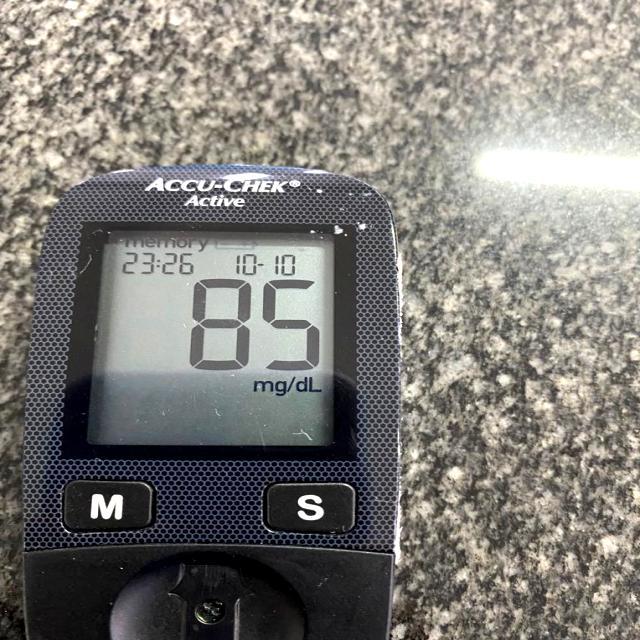 ACCU-CHEK®
Active
memory
23:26 10-10
85
mg/dL
M S